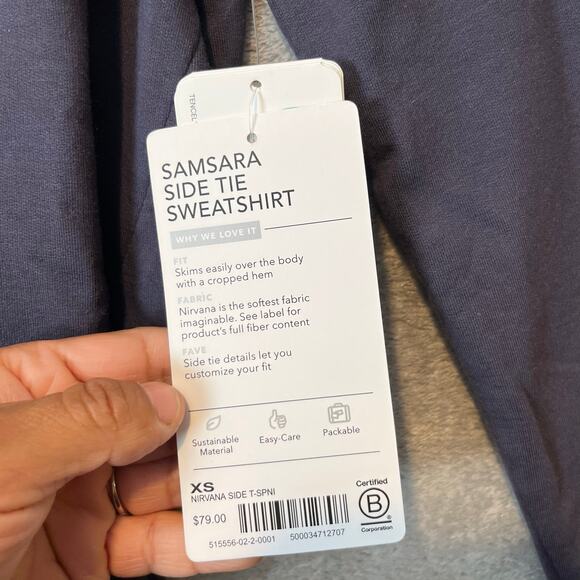 TENCEL
SAMSARA
SIDE TIE
SWEATSHIRT
WHY WE LOVE IT
FIT
Skims easily over the body
with a cropped hem
FABRIC
Nirvana is the softest fabric
imaginable. See label for
product's full fiber content
FAVE
Side tie details let you
customize your fit
Sustainable
Material
Easy-Care
Packable
XS
NIRVANA SIDE T-SPNI
$79.00
515556-02-2-0001 500034712707
Certified
B
®
Corporation